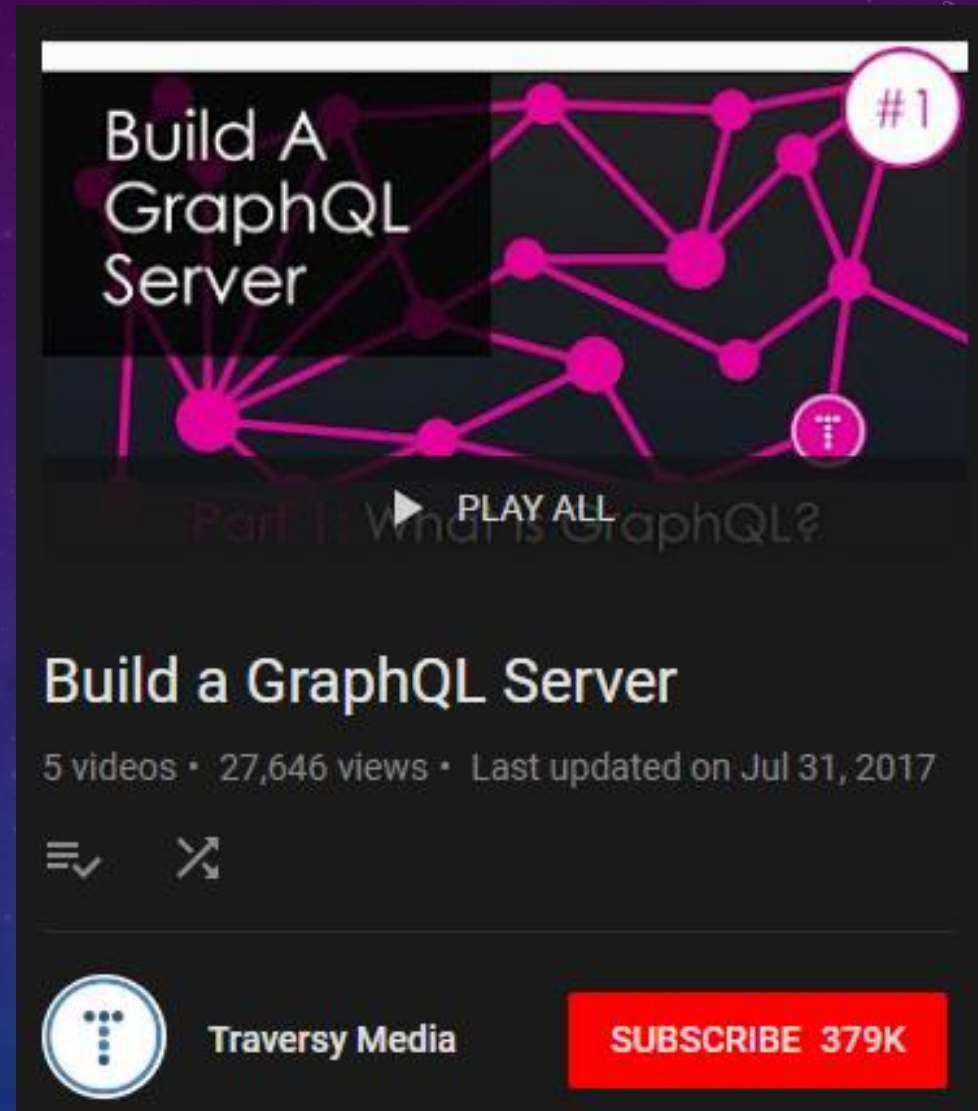 Build A
GraphQL
Server
#1
T
PLAY ALL
Part 1: What is GraphQL?
Build a GraphQL Server
5 videos • 27,646 views • Last updated on Jul 31, 2017
T
Traversy Media
SUBSCRIBE 379K